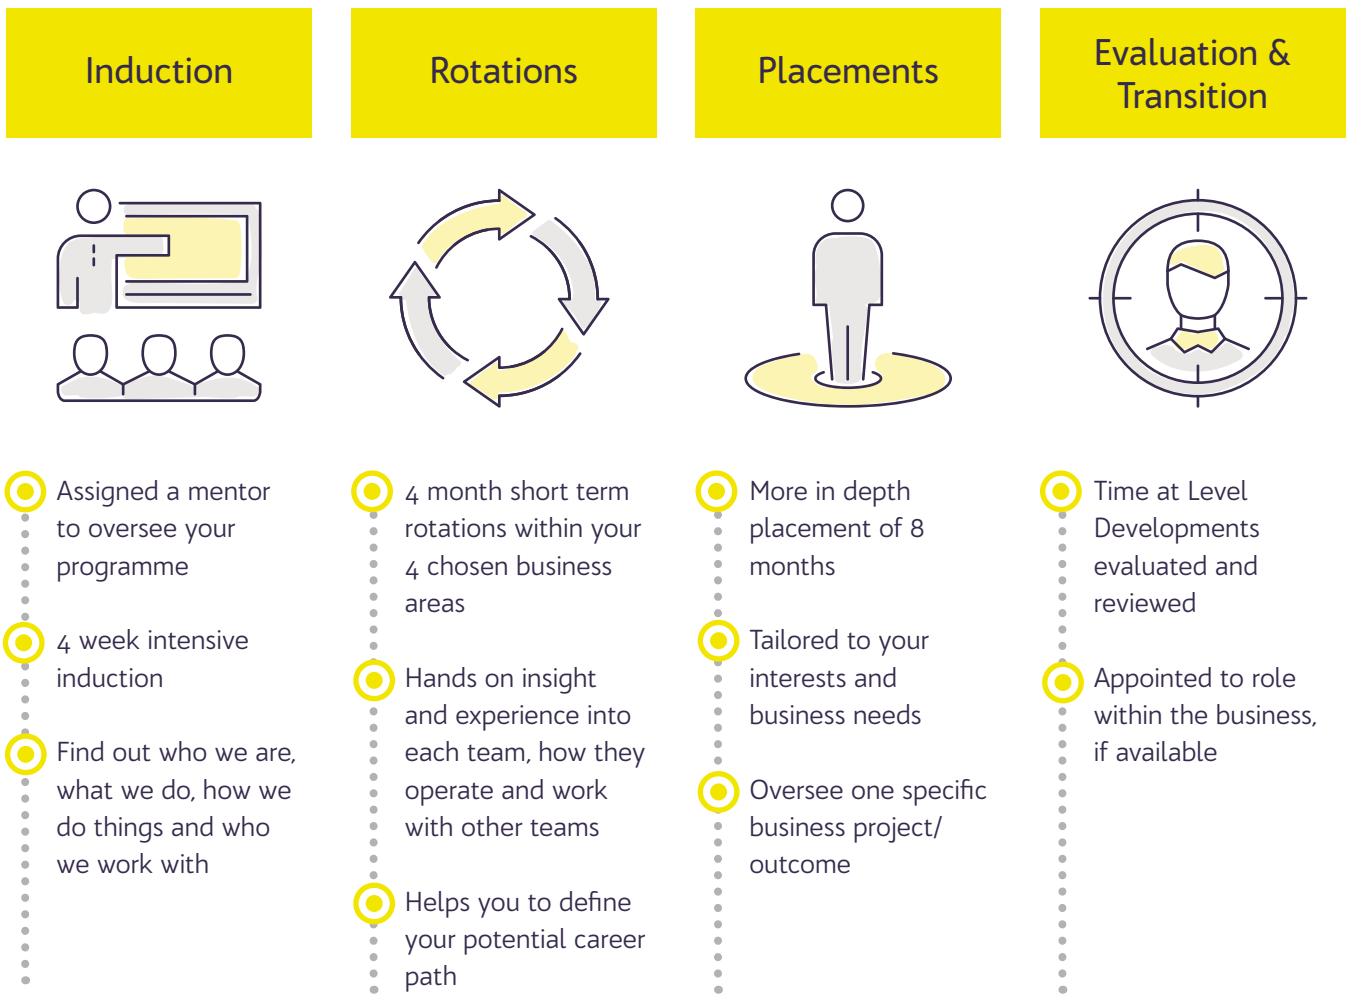 Induction
Assigned a mentor
to oversee your
programme
4 week intensive
induction
Find out who we are,
what we do, how we
do things and who
we work with
Rotations
4 month short term
rotations within your
4 chosen business
areas
Hands on insight
and experience into
each team, how they
operate and work
with other teams
Helps you to define
your potential career
path
Placements
More in depth
placement of 8
months
Tailored to your
interests and
business needs
Oversee one specific
business project/
outcome
Evaluation &
Transition
Time at Level
Developments
evaluated and
reviewed
Appointed to role
within the business,
if available